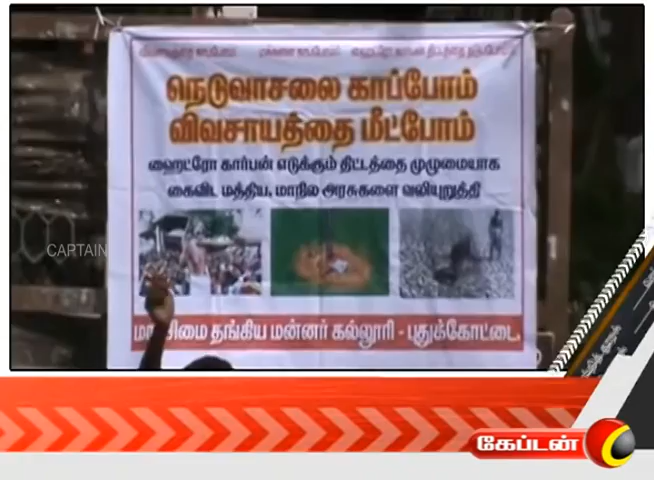 நெடுவாசலை காப்போம்
விவசாயத்தை மீட்போம்
ஹைட்ரோ கார்பன் எடுக்கும் திட்டத்தை முழுமையாக
கைவிட மத்திய, மாநில அரசுகளை வலியுறுத்தி
CAPTAIN
தங்கிய மன்னர் கல்லூரி - புதுக்கோட்டை.
கேப்டன்